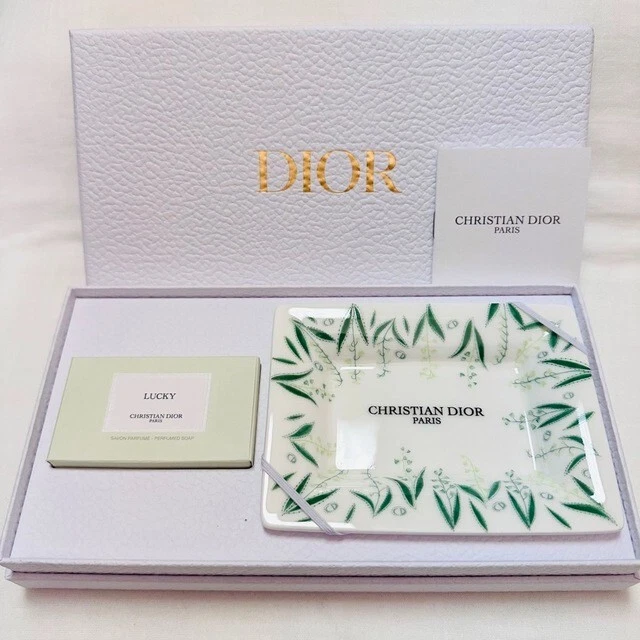 DIOR
CHRISTIAN DIOR
PARIS
LUCKY
CHRISTIAN DIOR
PARIS
SAVON PARFUMÉ - PERFUMED SOAP
CHRISTIAN DIOR
PARIS